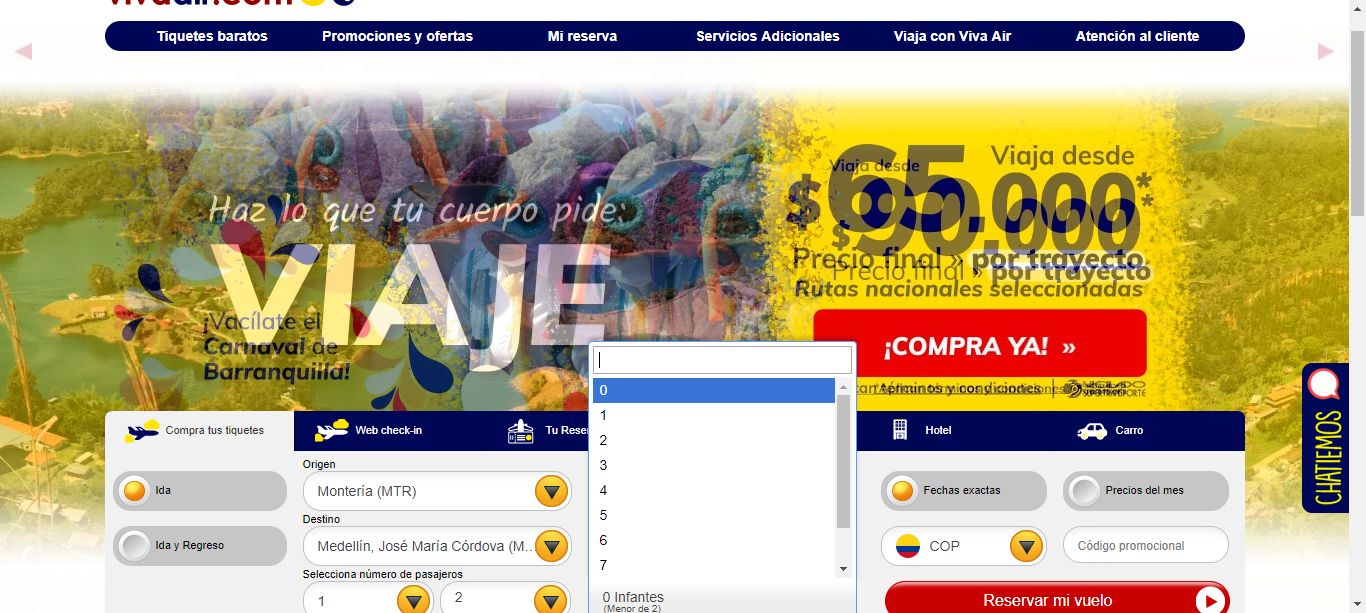 vivaair.com
Tiquetes baratos
Promociones y ofertas
Mi reserva
Servicios Adicionales
Viaja con Viva Air
Atención al cliente
Haz lo que tu cuerpo pide:
VIAJE
¡Vacílate el
Carnaval de
Barranquilla!
Viaja desde
Viaja desde
$65.000*
$90.000*
Precio final » por trayecto
Precio final » por trayecto
Rutas nacionales seleccionadas
¡COMPRA YA! »
términos y condiciones
CHATIEMOS
Compra tus tiquetes
Web check-in
Tu Rese
Hotel
Carro
Ida
Ida y Regreso
Origen
Montería (MTR)
Destino
Medellín, José María Córdova (M...
Selecciona número de pasajeros
1
2
0
1
2
3
4
5
6
7
0 Infantes
(Menor de 2)
Fechas exactas
Precios del mes
COP
Código promocional
Reservar mi vuelo